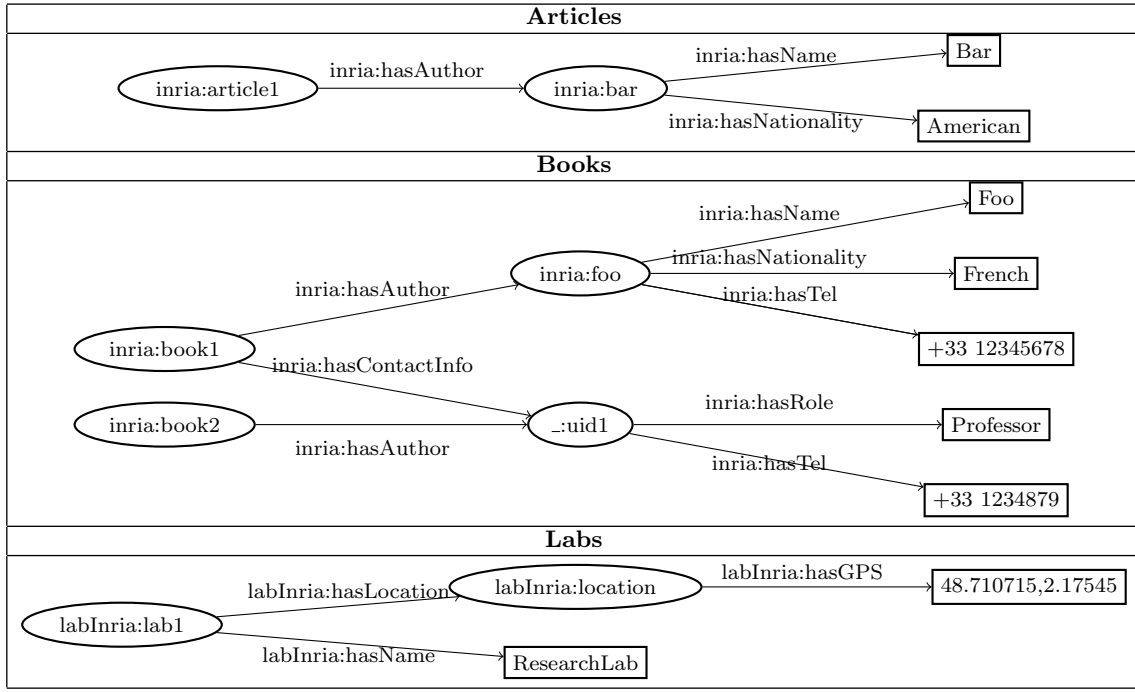 Articles
inria:hasName
Bar
inria:article1
inria:hasAuthor
inria:bar
inria:hasNationality
American
Books
inria:hasName
Foo
inria:foo
inria:hasNationality
French
inria:hasAuthor
inria:hasTel
+33 12345678
inria:book1
inria:hasContactInfo
inria:book2
inria:hasAuthor
_:uid1
inria:hasRole
Professor
inria:hasTel
+33 1234879
Labs
labInria:lab1
labInria:hasLocation
labInria:location
labInria:hasGPS
48.710715,2.17545
labInria:hasName
ResearchLab